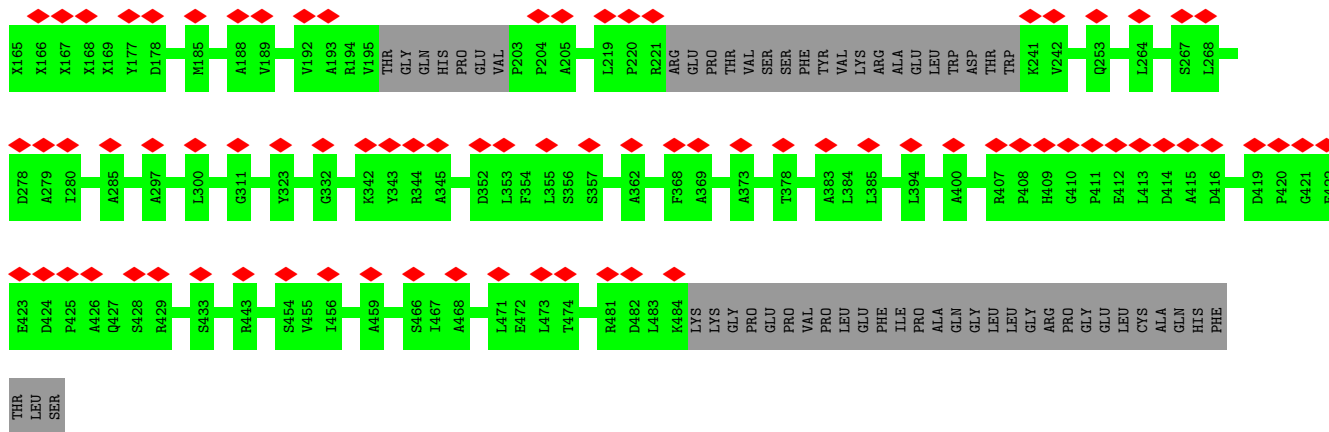 X165 X166 X167 X168 X169 Y177 D178 M185 A188 V189 V192 A193 R194 V195 THR GLY GLN HIS PRO GLU VAL P203 P204 A205 L219 P220 R221 ARG GLU PRO THR VAL SER SER PHE TYR VAL LYS ARG ALA GLU LEU TRP ASP THR TRP K241 V242 Q253 L264 S267 L268
D278 A279 I280 A285 A297 L300 G311 Y323 G332 K342 Y343 R344 A345 D352 L353 F354 L355 S356 S357 A362 F368 A369 A373 T378 A383 L384 L385 L394 A400 R407 P408 H409 G410 P411 E412 L413 D414 A415 D416 D419 P420 G421
E423 D424 P425 A426 Q427 S428 R429 S433 R443 S454 V455 I456 A459 S466 I467 A468 L471 E472 L473 T474 R481 D482 L483 K484 LYS LYS GLY PRO GLU PRO VAL PRO LEU GLU PHE ILE PRO ALA GLN GLY LEU LEU GLY ARG PRO GLY GLU LEU CYS ALA GLN HIS PHE
THR LEU SER